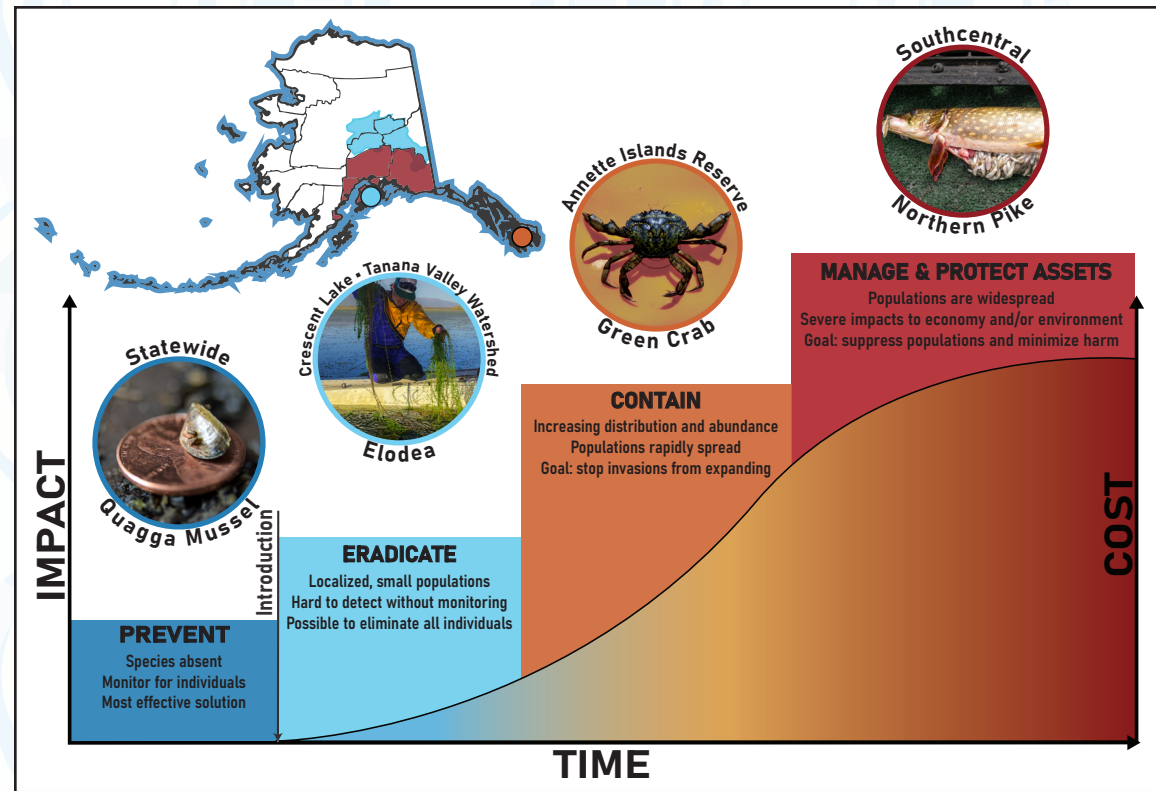 Southcentral
Northern Pike
Annette Islands Reserve
Green Crab
Crescent Lake • Tanana Valley Watershed
Elodea
Statewide
Quagga Mussel
IMPACT
Introduction
PREVENT
Species absent
Monitor for individuals
Most effective solution
ERADICATE
Localized, small populations
Hard to detect without monitoring
Possible to eliminate all individuals
CONTAIN
Increasing distribution and abundance
Populations rapidly spread
Goal: stop invasions from expanding
MANAGE & PROTECT ASSETS
Populations are widespread
Severe impacts to economy and/or environment
Goal: suppress populations and minimize harm
COST
TIME